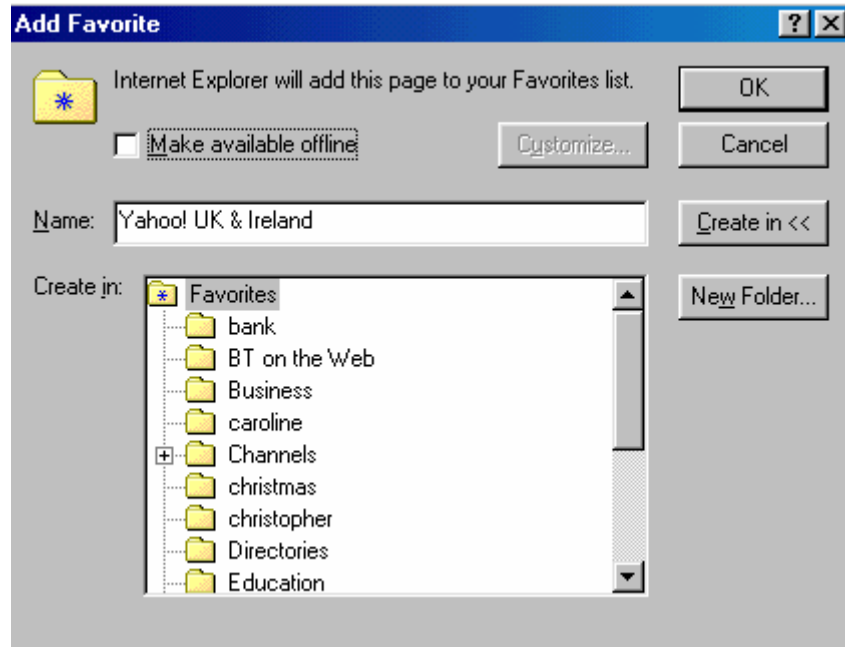 Add Favorite
Internet Explorer will add this page to your Favorites list.
OK
Make available offline
Customize...
Cancel
Name:
Yahoo! UK & Ireland
Create in <<
Create in:
Favorites
New Folder...
bank
BT on the Web
Business
caroline
Channels
christmas
christopher
Directories
Education